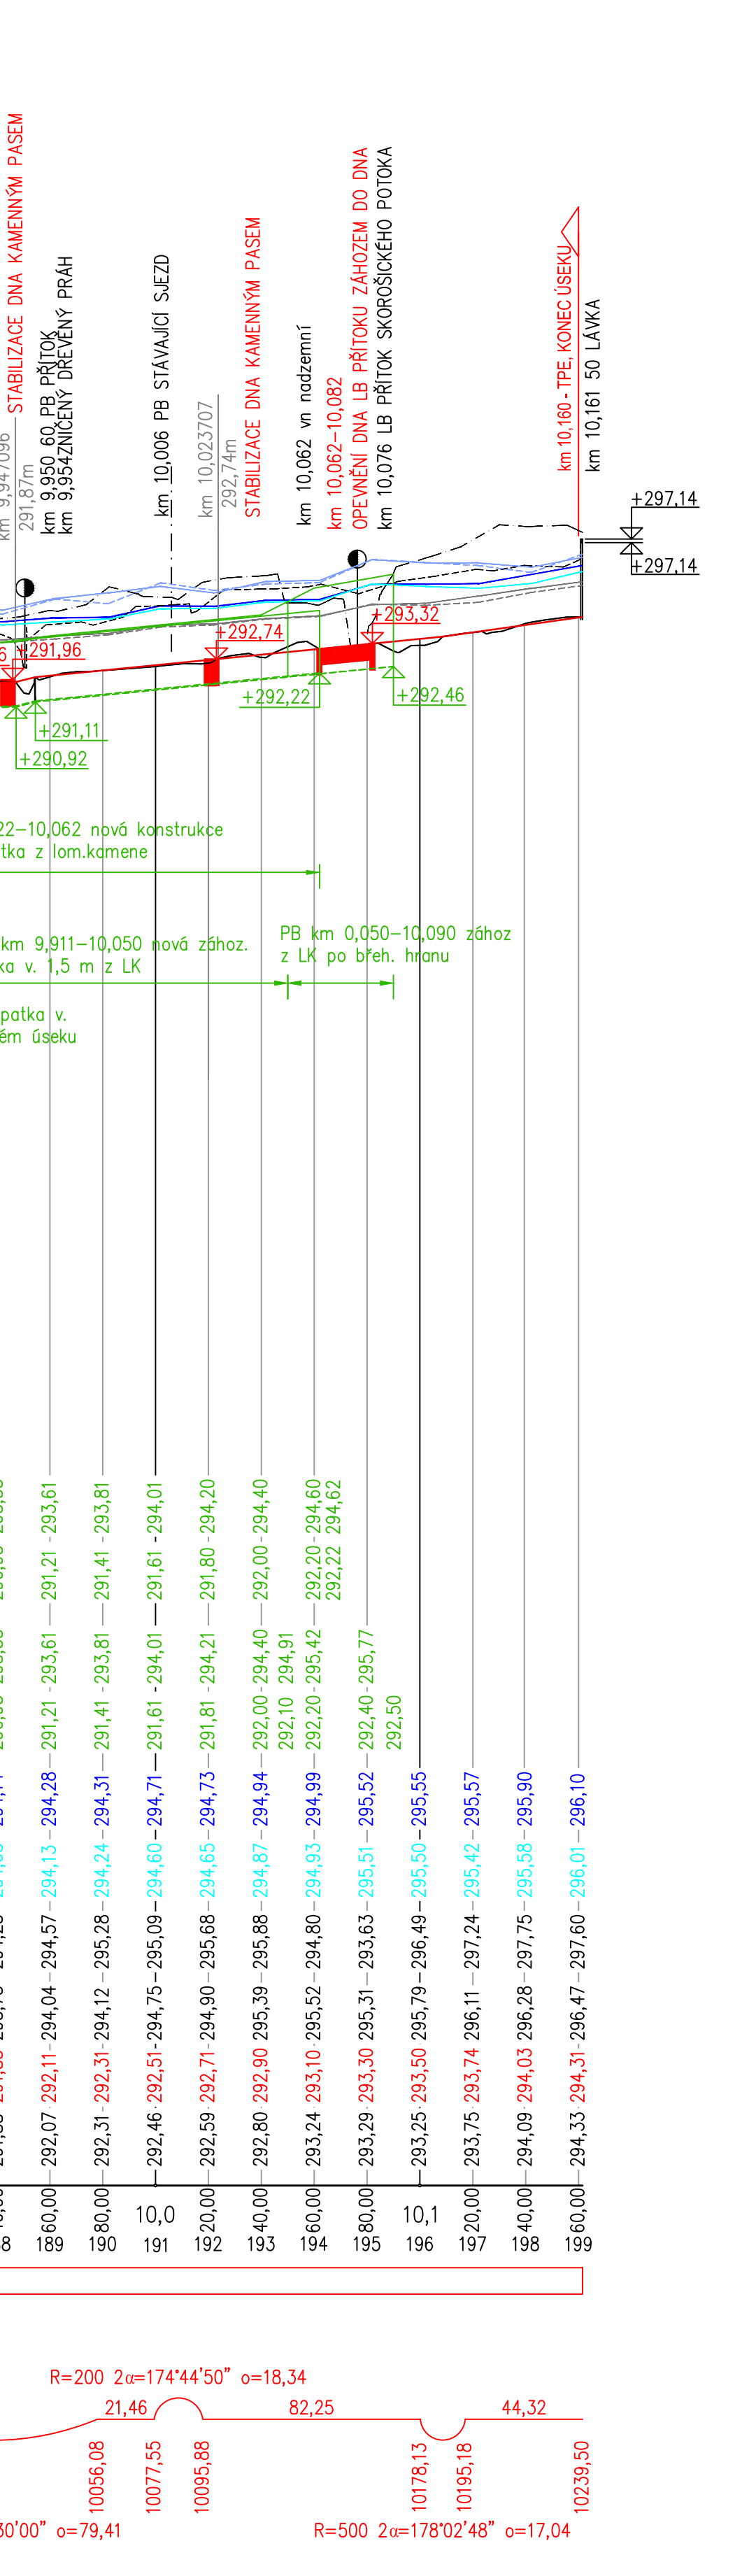 STABILIZACE DNA KAMENNÝM PASEM
km 9,947096
291,87m
km 9,950 60 PB PŘÍTOK
km 9,954ZNIČENÝ DŘEVENÝ PRÁH
km 10,006 PB STÁVAJÍCÍ SJEZD
km 10,023707
292,74m
STABILIZACE DNA KAMENNÝM PASEM
km 10,062 vn nadzemní
km 10,062–10,082
OPEVNĚNÍ DNA LB PŘÍTOKU ZÁHOZEM DO DNA
km 10,076 LB PŘÍTOK SKOROŠICKÉHO POTOKA
km 10,160 - TPE, KONEC ÚSEKU
km 10,161 50 LÁVKA
+297,14
+297,14
+291,96
+292,74
+293,32
+292,22
+292,46
+291,11
+290,92
22–10,062 nová konstrukce
tka z lom.kamene
km 9,911–10,050 nová zához.
ka v. 1,5 m z LK
PB km 0,050–10,090 zához
z LK po břeh. hranu
patka v.
ém úseku
291,21 - 293,61
291,41 - 293,81
291,61 - 294,01
291,80 - 294,20
292,00 - 294,40
292,20 - 294,60
292,22 294,62
291,21 - 293,61
291,41 - 293,81
291,61 - 294,01
291,81 - 294,21
292,00 - 294,40
292,10 294,91
292,20 - 295,42
292,40 - 295,77
292,50
294,28
294,31
294,71
294,73
294,94
294,99
295,52
295,55
295,57
295,90
296,10
294,13
294,24
294,60
294,65
294,87
294,93
295,51
295,50
295,42
295,58
296,01
294,57
295,28
295,09
295,68
295,88
294,80
293,63
296,49
297,24
297,75
297,60
294,04
294,12
294,75
294,90
295,39
295,52
295,31
295,79
296,11
296,28
296,47
292,11
292,31
292,51
292,71
292,90
293,10
293,30
293,50
293,74
294,03
294,31
292,07
292,31
292,46
292,59
292,80
293,24
293,29
293,25
293,75
294,09
294,33
60,00 80,00 10,0 20,00 40,00 60,00 80,00 10,1 20,00 40,00 60,00
189 190 191 192 193 194 195 196 197 198 199
R=200 2α=174°44'50" o=18,34
21,46 82,25 44,32
10056,08 10077,55 10095,88 10178,13 10195,18 10239,50
30'00" o=79,41 R=500 2α=178°02'48" o=17,04